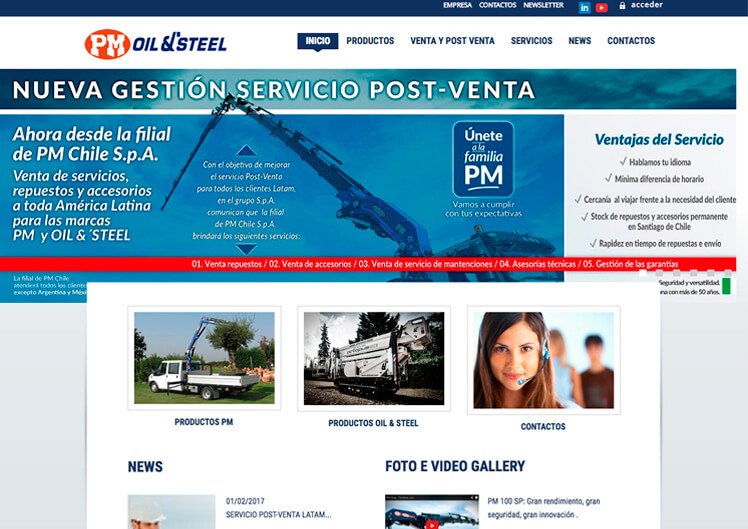 EMPRESA CONTACTOS NEWSLETTER in acceder
PM OIL &'STEEL
INICIO PRODUCTOS VENTA Y POST VENTA SERVICIOS NEWS CONTACTOS
NUEVA GESTIÓN SERVICIO POST-VENTA
Ahora desde la filial
de PM Chile S.p.A.
Venta de servicios,
repuestos y accesorios
a toda América Latina
para las marcas
PM y OIL &´STEEL
Con el objetivo de mejorar
el servicio Post-Venta
para todos los clientes Latam,
en el grupo S.p.A.
comunican que la filial
de PM Chile S.p.A.
brindará los siguientes servicios:
Únete
a la
familia
PM
Vamos a cumplir
con tus expectativas
Ventajas del Servicio
Hablamos tu idioma
Mínima diferencia de horario
Cercanía al viajar frente a la necesidad del cliente
Stock de repuestos y accesorios permanente
en Santiago de Chile
Rapidez en tiempo de repuestas e envío
01. Venta repuestos / 02. Venta de accesorios / 03. Venta de servicio de mantenciones / 04. Asesorías técnicas / 05. Gestión de las garantías
La filial de PM Chile
atenderá todos los clientes
excepto Argentina y Méxi
Seguridad y versatilidad.
ona con más de 50 años.
PRODUCTOS PM
PRODUCTOS OIL & STEEL
CONTACTOS
NEWS
01/02/2017
SERVICIO POST-VENTA LATAM...
FOTO E VIDEO GALLERY
PM 100 SP: Gran rendimiento, gran
seguridad, gran innovación .